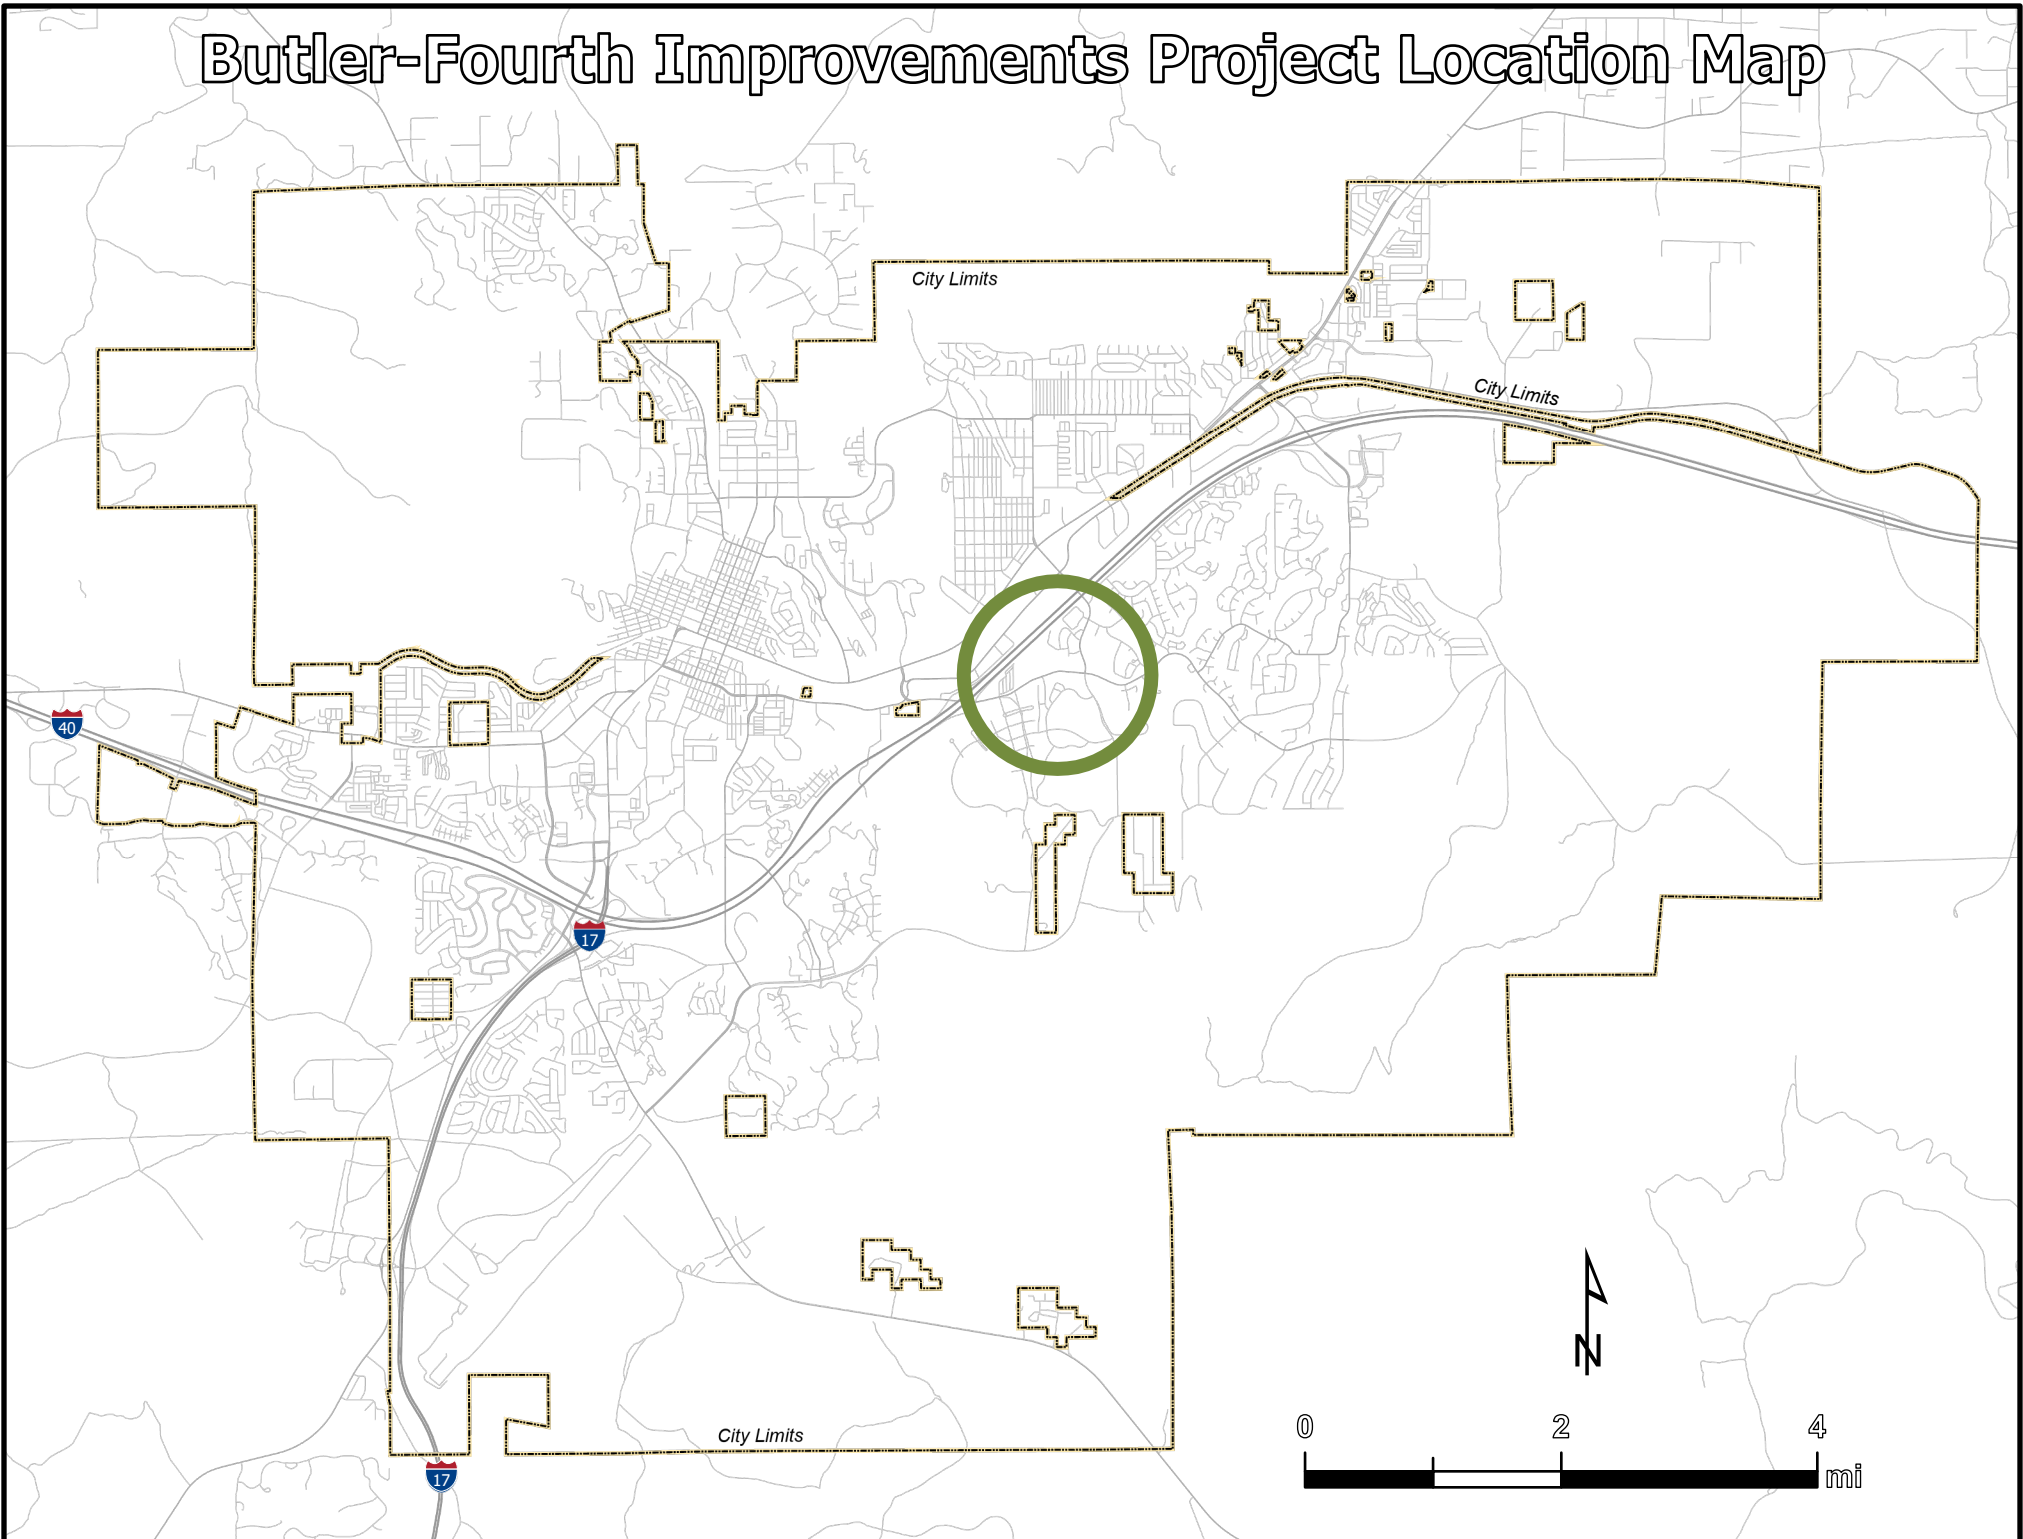 Butler-Fourth Improvements Project Location Map
City Limits
City Limits
40
17
N
City Limits
0 2 4
mi
17